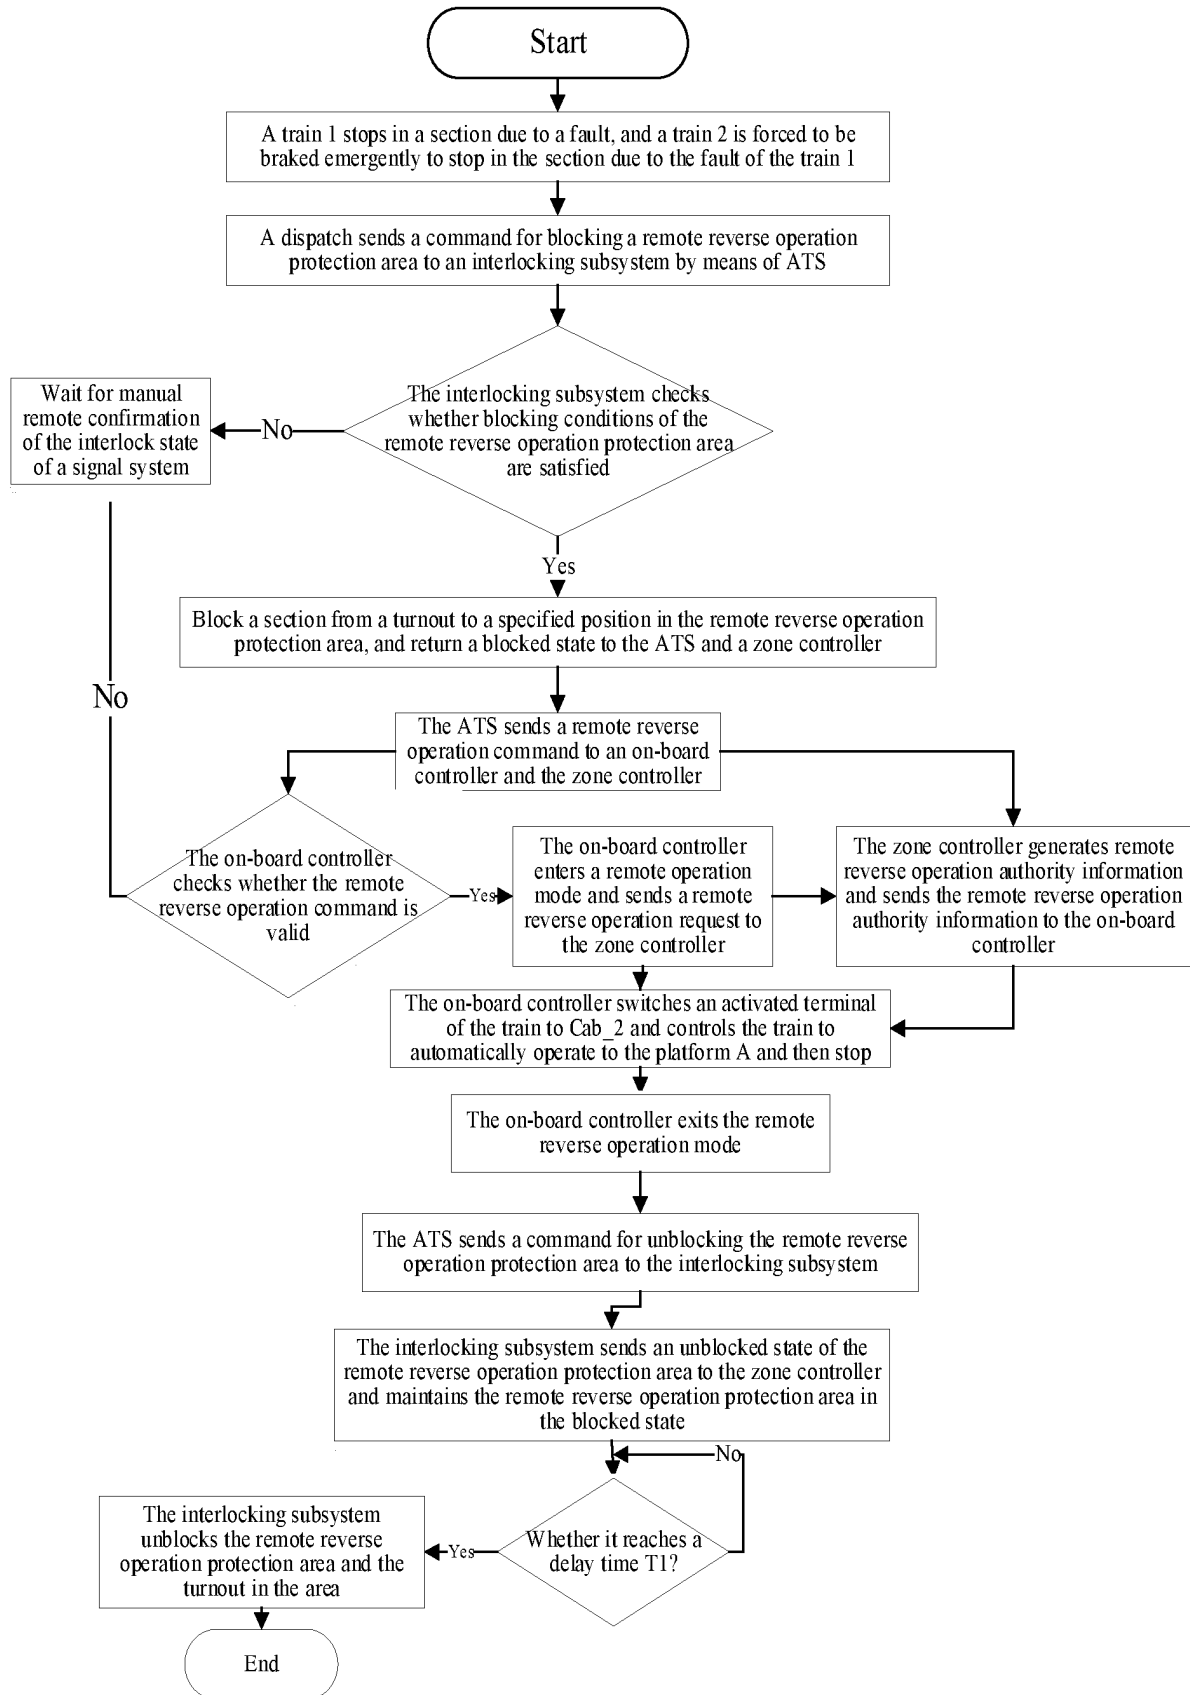 Start
A train 1 stops in a section due to a fault, and a train 2 is forced to be
braked emergently to stop in the section due to the fault of the train 1
A dispatch sends a command for blocking a remote reverse operation
protection area to an interlocking subsystem by means of ATS
The interlocking subsystem checks
whether blocking conditions of the
remote reverse operation protection area
are satisfied
No
Wait for manual
remote confirmation
of the interlock state
of a signal system
Yes
Block a section from a turnout to a specified position in the remote reverse operation
protection area, and return a blocked state to the ATS and a zone controller
No
The ATS sends a remote reverse
operation command to an on-board
controller and the zone controller
The on-board controller
checks whether the remote
reverse operation command is
valid
Yes
The on-board controller
enters a remote operation
mode and sends a remote
reverse operation request to
the zone controller
The zone controller generates remote
reverse operation authority information
and sends the remote reverse operation
authority information to the on-board
controller
The on-board controller switches an activated terminal
of the train to Cab_2 and controls the train to
automatically operate to the platform A and then stop
The on-board controller exits the remote
reverse operation mode
The ATS sends a command for unblocking the remote reverse
operation protection area to the interlocking subsystem
The interlocking subsystem sends an unblocked state of the
remote reverse operation protection area to the zone controller
and maintains the remote reverse operation protection area in
the blocked state
No
Whether it reaches a
delay time T1?
Yes
The interlocking subsystem
unblocks the remote reverse
operation protection area and the
turnout in the area
End